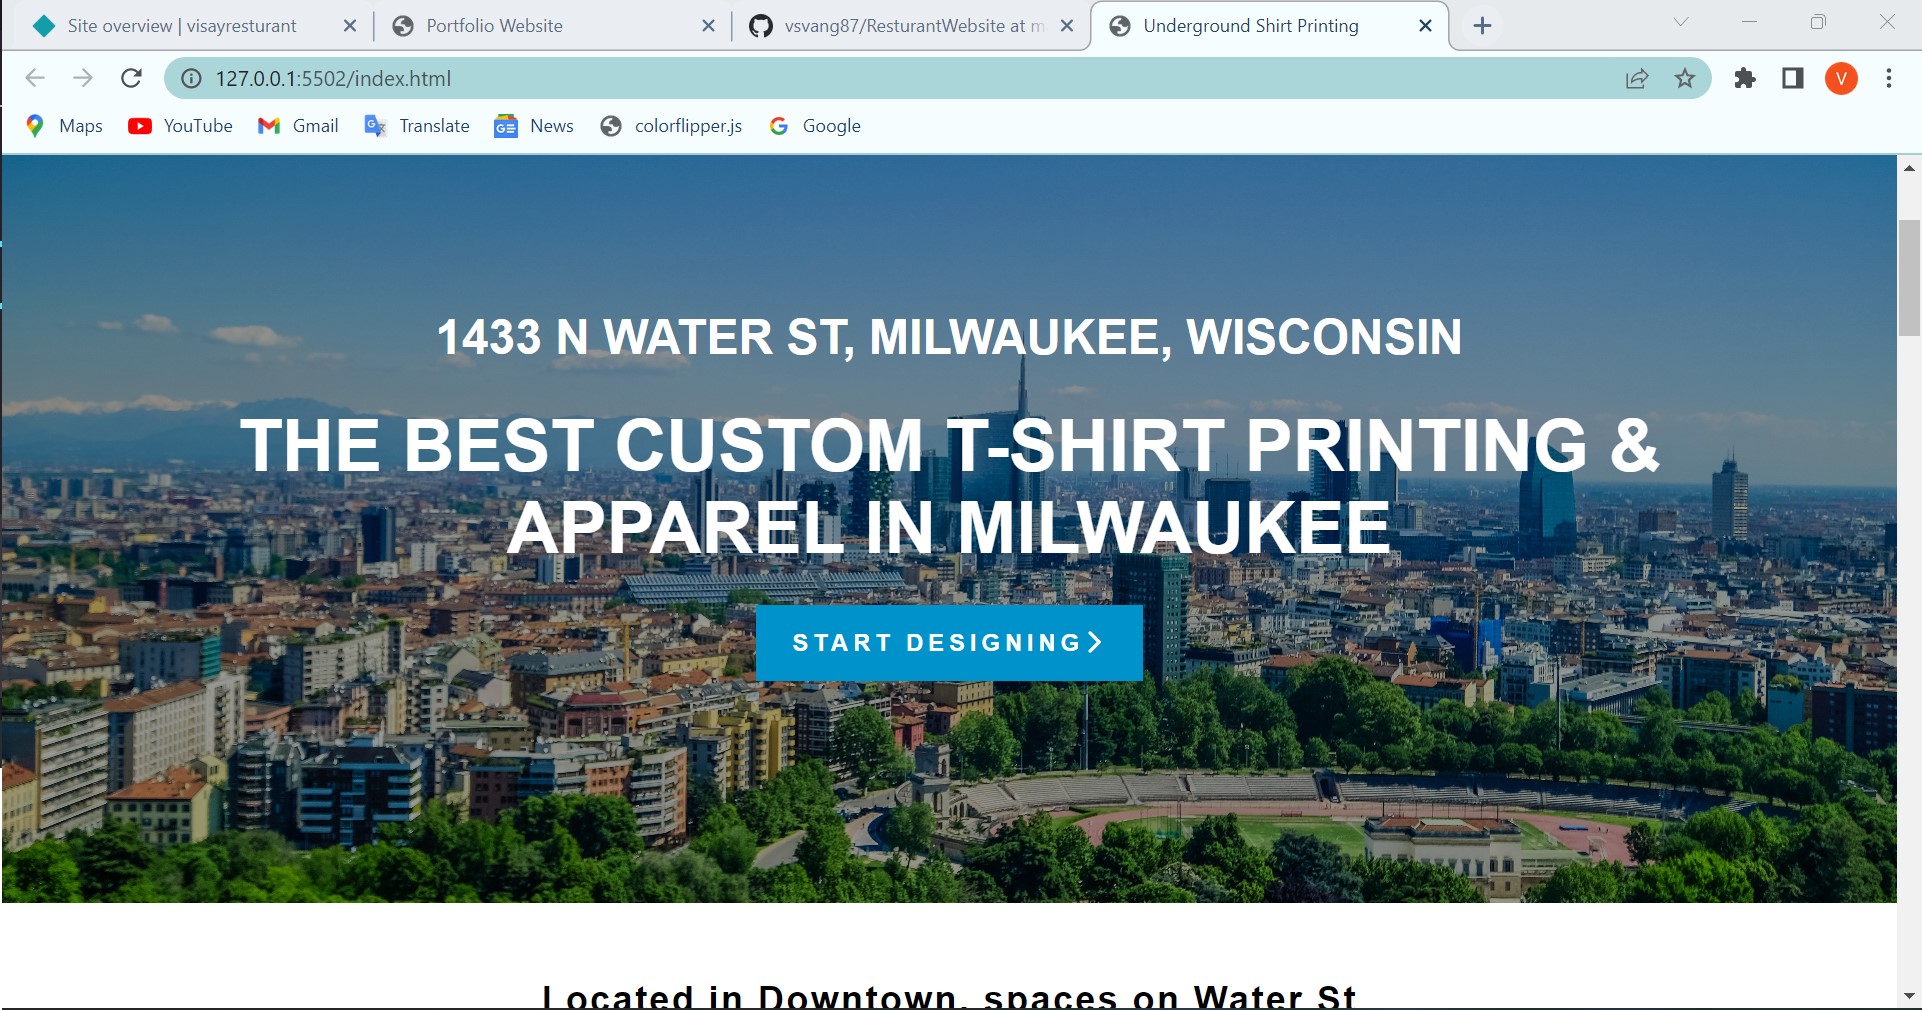 Site overview | visayresturant
Portfolio Website
vsvang87/ResturantWebsite at m
Underground Shirt Printing
127.0.0.1:5502/index.html
V
Maps
YouTube
Gmail
Translate
News
colorflipper.js
Google
1433 N WATER ST, MILWAUKEE, WISCONSIN
THE BEST CUSTOM T-SHIRT PRINTING &
APPAREL IN MILWAUKEE
START DESIGNING
Located in Downtown, spaces on Water St